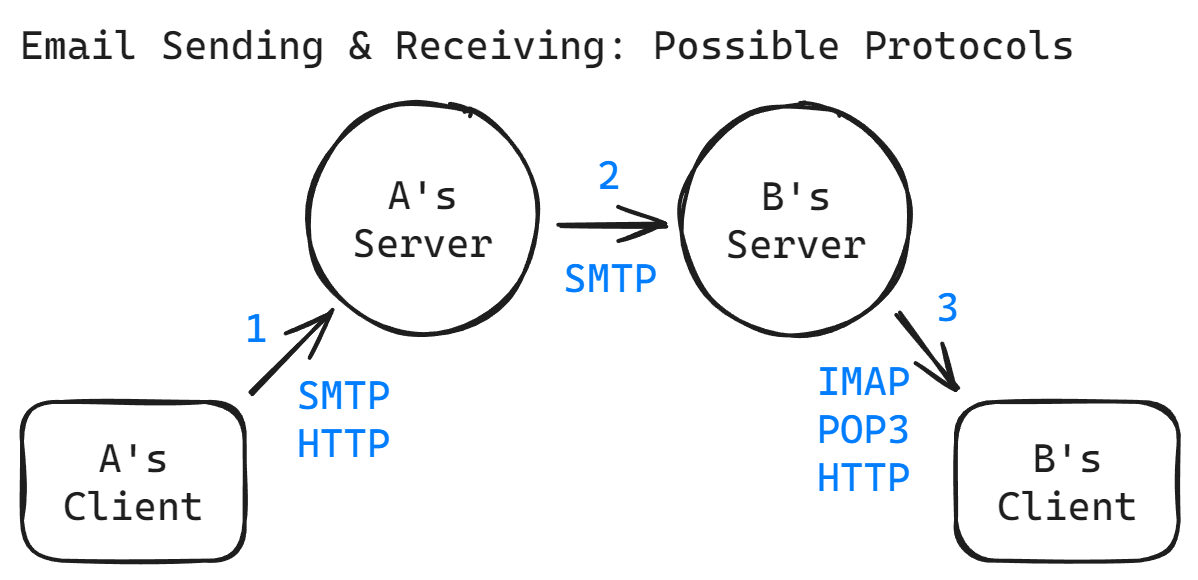 Email Sending & Receiving: Possible Protocols
A's
Server
2
SMTP
B's
Server
1
SMTP
HTTP
3
IMAP
POP3
HTTP
A's
Client
B's
Client